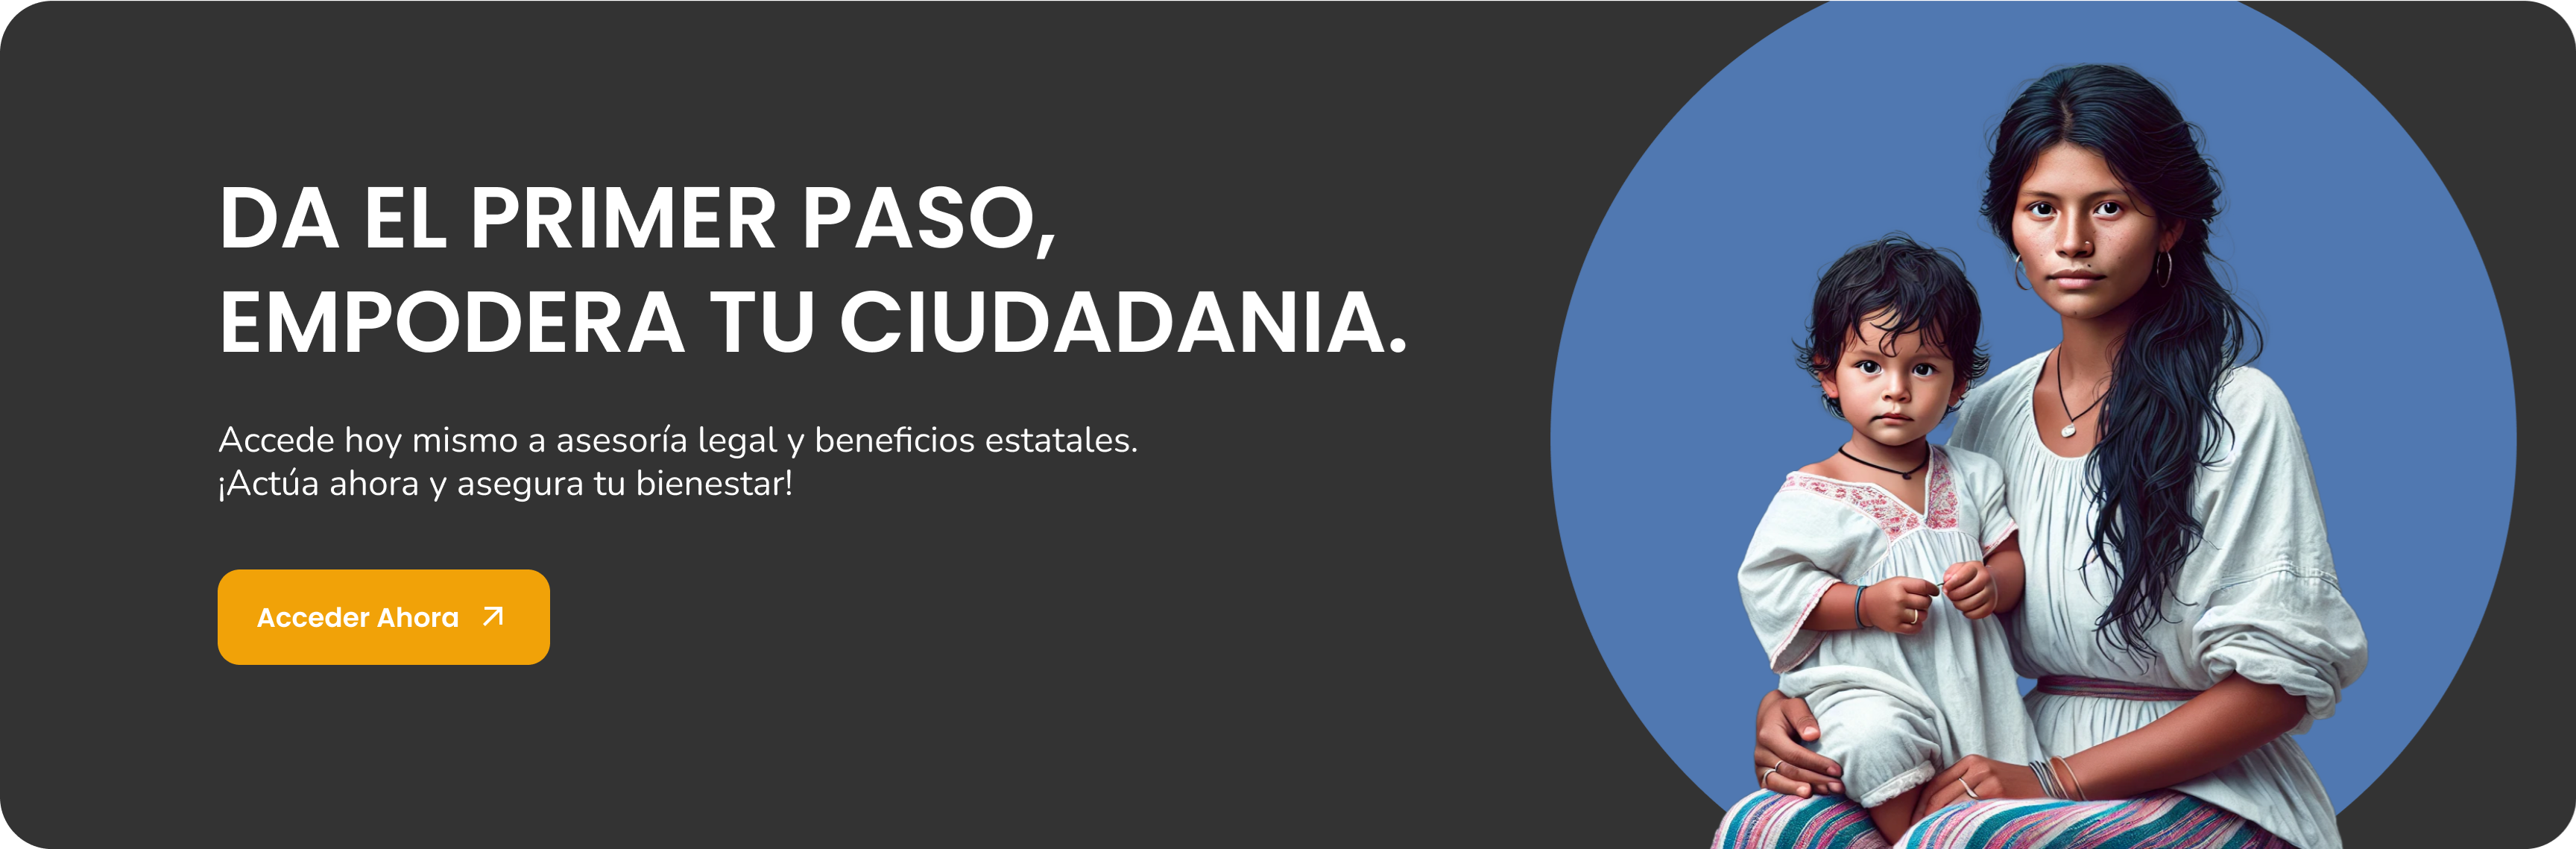 DA EL PRIMER PASO,
EMPODERA TU CIUDADANIA.
Accede hoy mismo a asesoría legal y beneficios estatales.
¡Actúa ahora y asegura tu bienestar!
Acceder Ahora